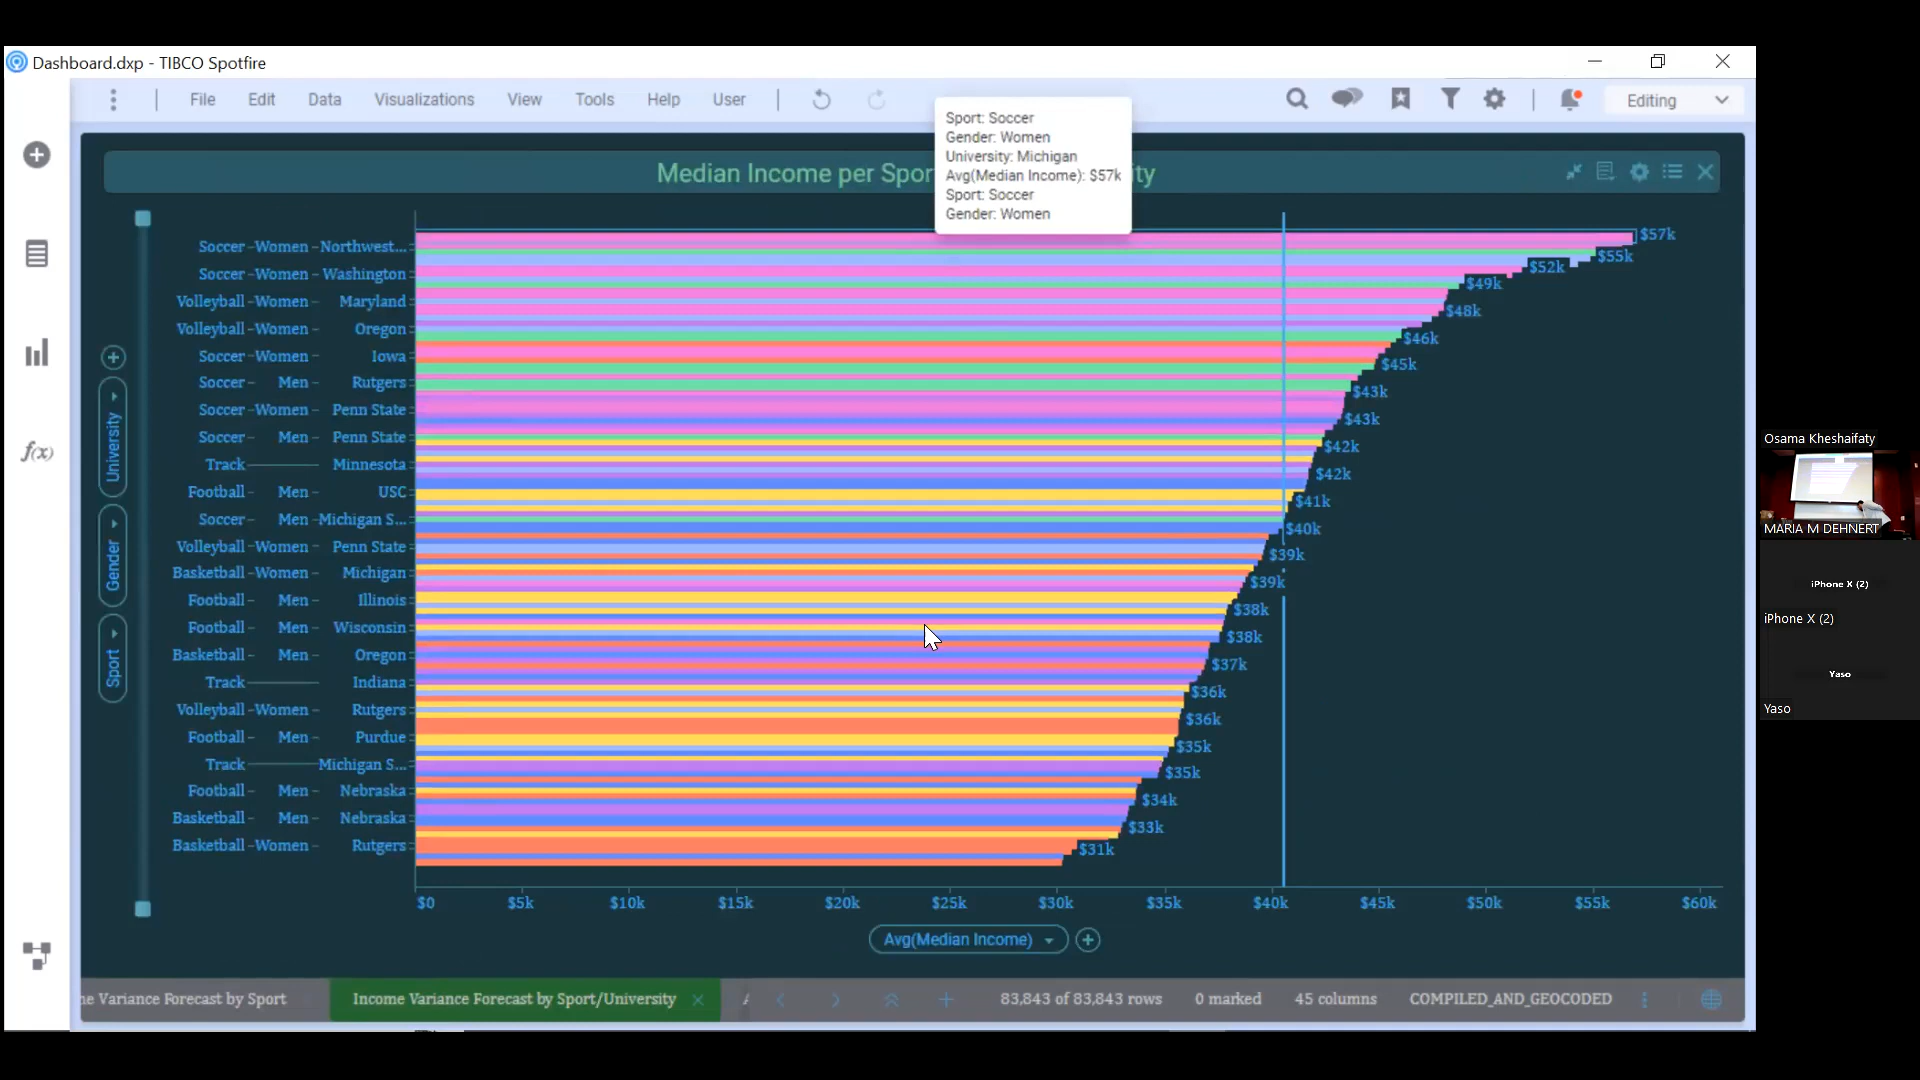 Dashboard.dxp - TIBCO Spotfire
File Edit Data Visualizations View Tools Help User Editing
Sport: Soccer
Gender: Women
University: Michigan
Avg(Median Income): $57k
Sport: Soccer
Gender: Women
Median Income per Spor ty
Soccer Women Northwest... $57k
$55k
Soccer Women Washington $52k
$49k
Volleyball Women Maryland $48k
Volleyball Women Oregon $46k
Soccer Women Iowa $45k
Soccer Men Rutgers $43k
Soccer Women Penn State $43k
Soccer Men Penn State $42k
Track Minnesota $42k
Football Men USC $41k
Soccer Men Michigan S... $40k
Volleyball Women Penn State $39k
Basketball Women Michigan $39k
Football Men Illinois $38k
Football Men Wisconsin $38k
Basketball Men Oregon $37k
Track Indiana $36k
Volleyball Women Rutgers $36k
Football Men Purdue $35k
Track Michigan S... $35k
Football Men Nebraska $34k
Basketball Men Nebraska $33k
Basketball Women Rutgers $31k
University
Gender
Sport
f(x)
$0 $5k $10k $15k $20k $25k $30k $35k $40k $45k $50k $55k $60k
Avg(Median Income)
ne Variance Forecast by Sport Income Variance Forecast by Sport/University 83,843 of 83,843 rows 0 marked 45 columns COMPILED_AND_GEOCODED
Osama Kheshaifaty
MARIA M DEHNERT
iPhone X (2)
iPhone X (2)
Yaso
Yaso